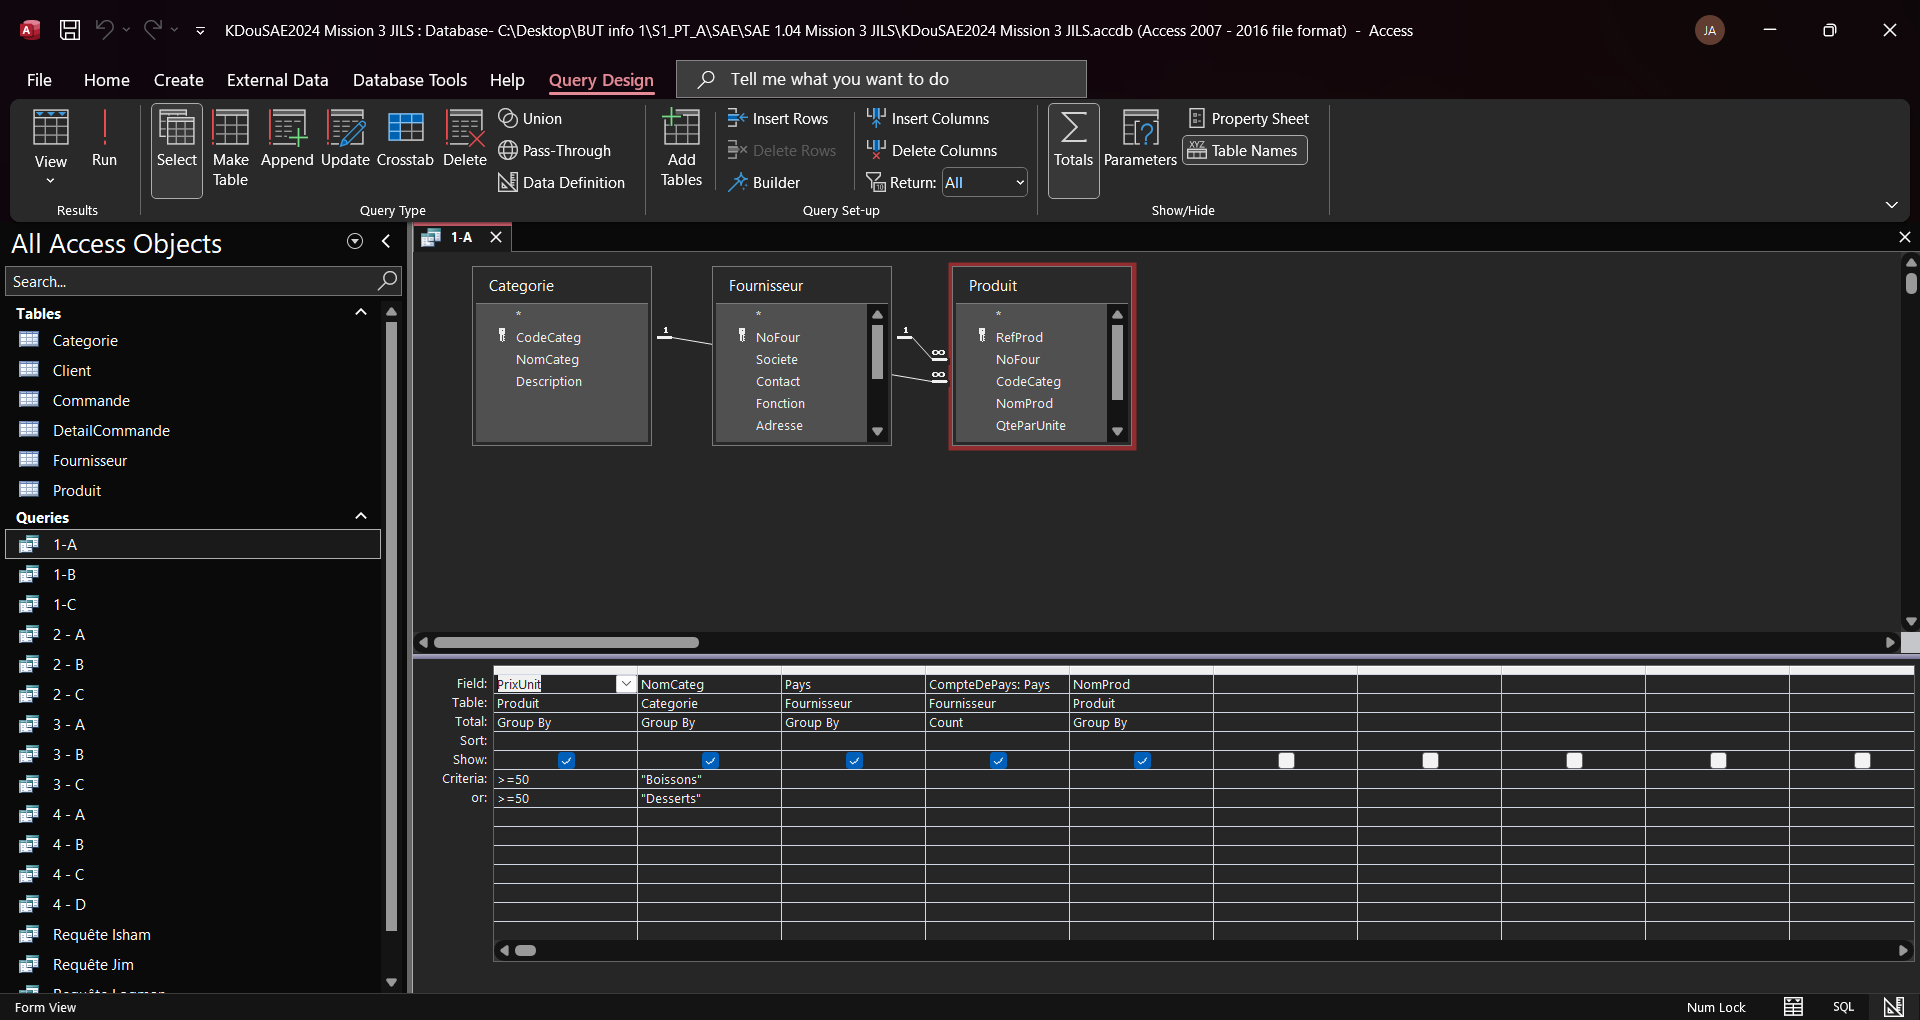 KDouSAE2024 Mission 3 JILS : Database- C:\Desktop\BUT info 1\S1_PT_A\SAE\SAE 1.04 Mission 3 JILS\KDouSAE2024 Mission 3 JILS.accdb (Access 2007 - 2016 file format) - Access
JA
File Home Create External Data Database Tools Help Query Design Tell me what you want to do
View
Run
Results
Select
Make Table
Append
Update
Crosstab
Delete
Union
Pass-Through
Data Definition
Query Type
Add Tables
Insert Rows
Delete Rows
Builder
Insert Columns
Delete Columns
Return: All
Query Set-up
Totals
Parameters
Property Sheet
Table Names
Show/Hide
All Access Objects
Search...
Tables
Categorie
Client
Commande
DetailCommande
Fournisseur
Produit
Queries
1-A
1-B
1-C
2 - A
2 - B
2 - C
3 - A
3 - B
3 - C
4 - A
4 - B
4 - C
4 - D
Requête Isham
Requête Jim
1-A
Categorie
*
CodeCateg
NomCateg
Description
1
Fournisseur
*
NoFour
Societe
Contact
Fonction
Adresse
1
∞
∞
Produit
*
RefProd
NoFour
CodeCateg
NomProd
QteParUnite
Field: PrixUnit NomCateg Pays CompteDePays: Pays NomProd
Table: Produit Categorie Fournisseur Fournisseur Produit
Total: Group By Group By Group By Count Group By
Sort:
Show:
Criteria: >=50 "Boissons"
or: >=50 "Desserts"
Form View
Num Lock
SQL